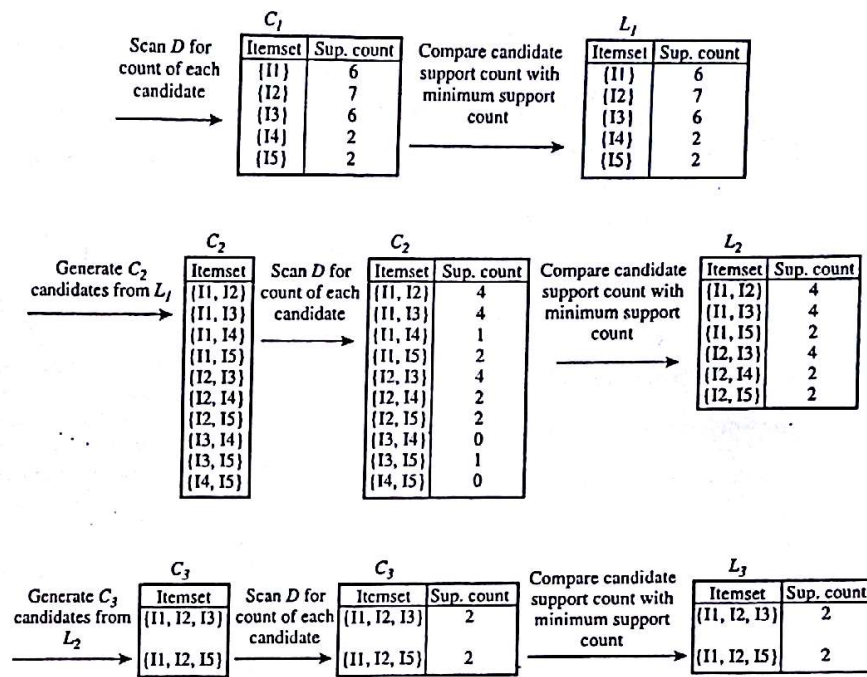 C1
L1
Scan D for
count of each
candidate
Itemset Sup. count
{I1} 6
{I2} 7
{I3} 6
{I4} 2
{I5} 2
Compare candidate
support count with
minimum support
count
Itemset Sup. count
{I1} 6
{I2} 7
{I3} 6
{I4} 2
{I5} 2
Generate C2
candidates from L1
C2
Itemset
{I1, I2}
{I1, I3}
{I1, I4}
{I1, I5}
{I2, I3}
{I2, I4}
{I2, I5}
{I3, I4}
{I3, I5}
{I4, I5}
Scan D for
count of each
candidate
C2
Itemset Sup. count
{I1, I2} 4
{I1, I3} 4
{I1, I4} 1
{I1, I5} 2
{I2, I3} 4
{I2, I4} 2
{I2, I5} 2
{I3, I4} 0
{I3, I5} 1
{I4, I5} 0
Compare candidate
support count with
minimum support
count
L2
Itemset Sup. count
{I1, I2} 4
{I1, I3} 4
{I1, I5} 2
{I2, I3} 4
{I2, I4} 2
{I2, I5} 2
Generate C3
candidates from
L2
C3
Itemset
{I1, I2, I3}
{I1, I2, I5}
Scan D for
count of each
candidate
C3
Itemset Sup. count
{I1, I2, I3} 2
{I1, I2, I5} 2
Compare candidate
support count with
minimum support
count
L3
Itemset Sup. count
{I1, I2, I3} 2
{I1, I2, I5} 2